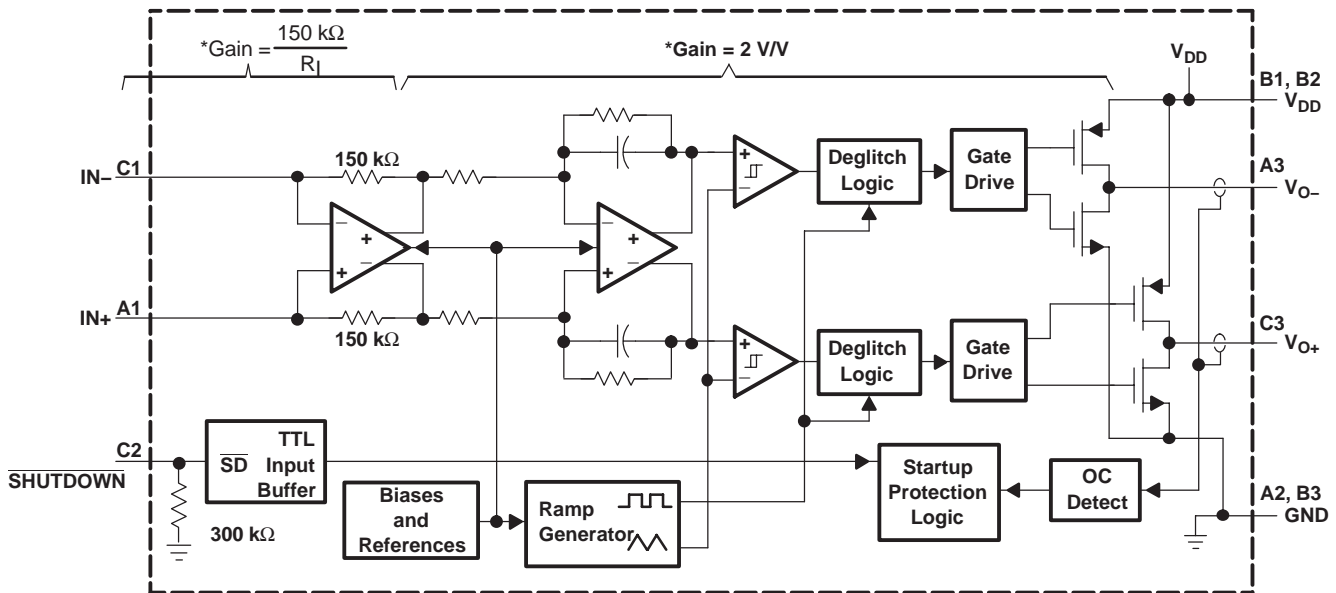 *Gain = 150 kΩ
R_I
*Gain = 2 V/V
V_DD
B1, B2
V_DD
150 kΩ
IN– C1
+
–
Deglitch
Logic
Gate
Drive
A3
V_O–
–
+
–
+
–
+
–
+
IN+ A1
150 kΩ
+
–
Deglitch
Logic
Gate
Drive
C3
V_O+
C2
SHUTDOWN
SD
TTL
Input
Buffer
300 kΩ
Biases
and
References
Ramp
Generator
Startup
Protection
Logic
OC
Detect
A2, B3
GND